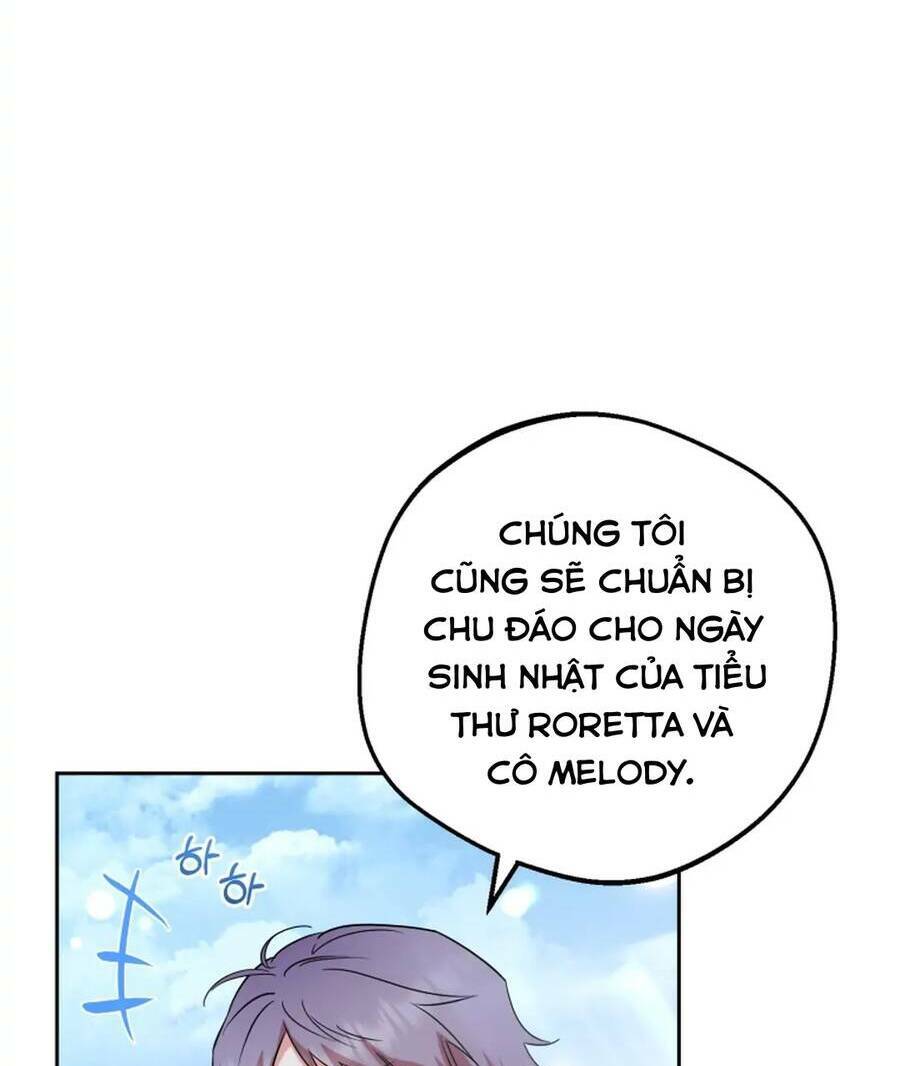 CHÚNG TÔI
CŨNG SẼ CHUẨN BỊ
CHU ĐÁO CHO NGÀY
SINH NHẬT CỦA TIỂU
THƯ RORETTA VÀ
CÔ MELODY.
하
하